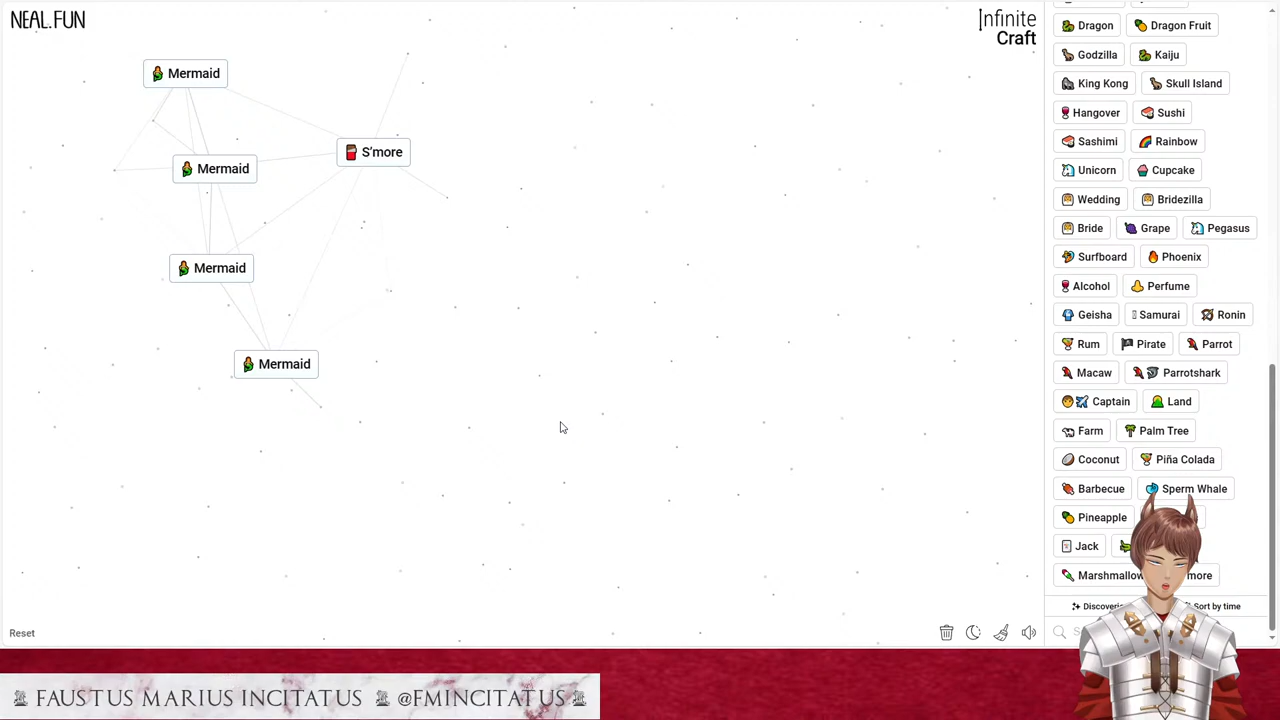 NEAL.FUN
Infinite
Craft
Mermaid
S'more
Mermaid
Mermaid
Mermaid
Reset
Dragon Dragon Fruit
Godzilla Kaiju
King Kong Skull Island
Hangover Sushi
Sashimi Rainbow
Unicorn Cupcake
Wedding Bridezilla
Bride Grape Pegasus
Surfboard Phoenix
Alcohol Perfume
Geisha Samurai Ronin
Rum Pirate Parrot
Macaw Parrotshark
Captain Land
Farm Palm Tree
Coconut Piña Colada
Barbecue Sperm Whale
Pineapple
Jack
Marshmallow more
Discoveries Sort by time
FAUSTUS MARIUS INCITATUS @FMINCITATUS